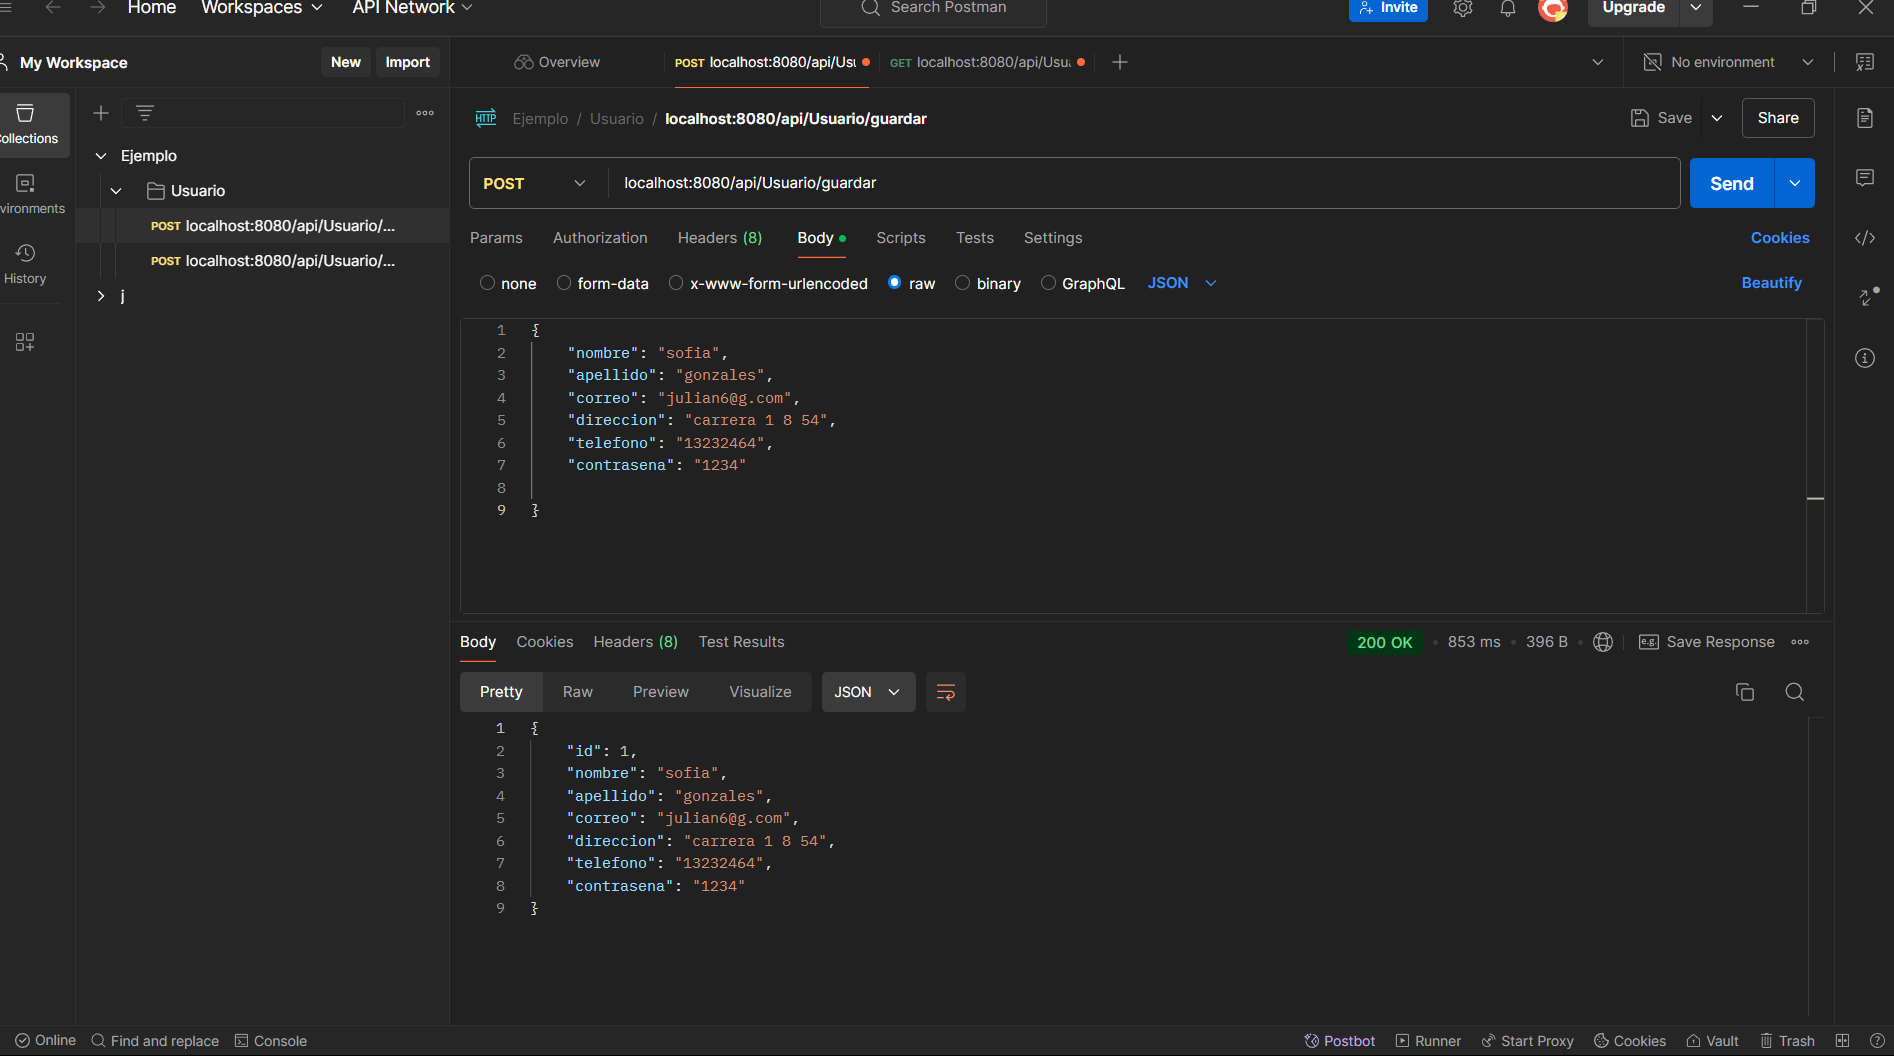 Home Workspaces API Network Search Postman Invite Upgrade
My Workspace New Import Overview POST localhost:8080/api/Usu GET localhost:8080/api/Usu No environment
Ejemplo / Usuario / localhost:8080/api/Usuario/guardar Save Share
ollections
Ejemplo
Usuario
POST localhost:8080/api/Usuario/...
POST localhost:8080/api/Usuario/...
j
vironments
History
POST localhost:8080/api/Usuario/guardar Send
Params Authorization Headers (8) Body Scripts Tests Settings Cookies
none form-data x-www-form-urlencoded raw binary GraphQL JSON Beautify
1 {
2 "nombre": "sofia",
3 "apellido": "gonzales",
4 "correo": "julian6@g.com",
5 "direccion": "carrera 1 8 54",
6 "telefono": "13232464",
7 "contrasena": "1234"
8
9 }
Body Cookies Headers (8) Test Results 200 OK 853 ms 396 B e.g. Save Response
Pretty Raw Preview Visualize JSON
1 {
2 "id": 1,
3 "nombre": "sofia",
4 "apellido": "gonzales",
5 "correo": "julian6@g.com",
6 "direccion": "carrera 1 8 54",
7 "telefono": "13232464",
8 "contrasena": "1234"
9 }
Online Find and replace Console Postbot Runner Start Proxy Cookies Vault Trash